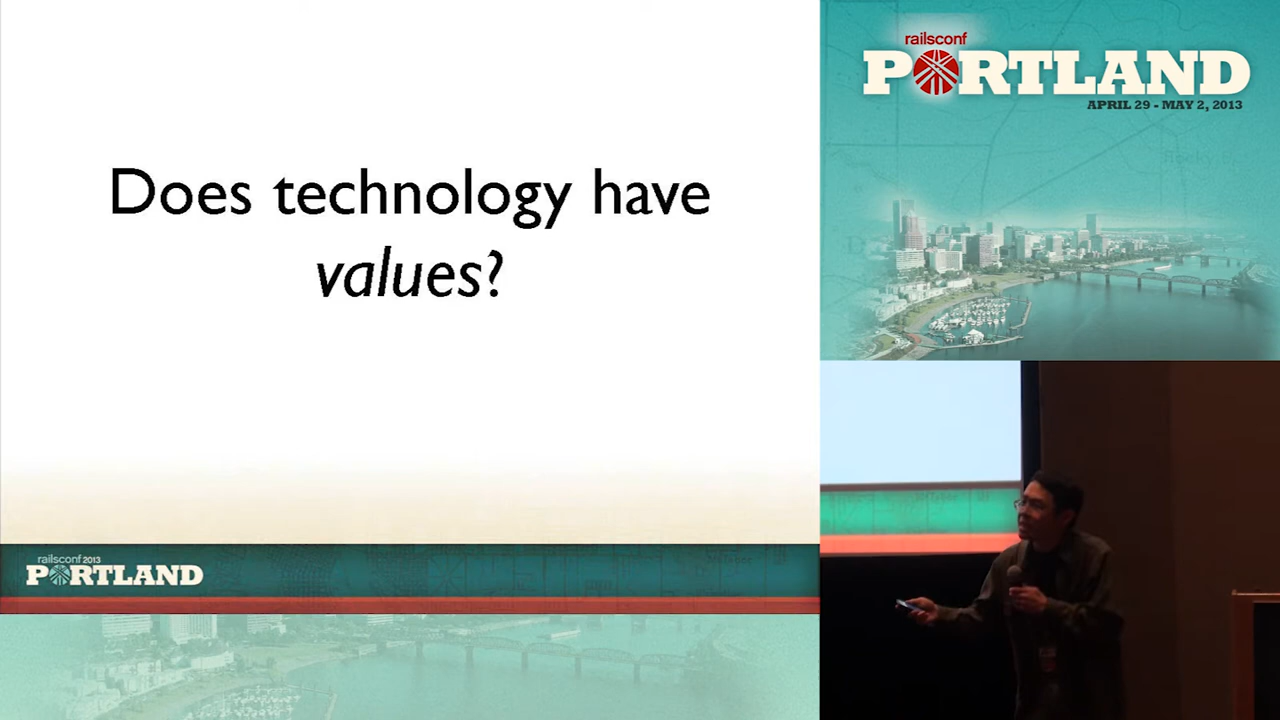 Does technology have
values?
railsconf
PORTLAND
APRIL 29 - MAY 2, 2013
railsconf 2013
PORTLAND